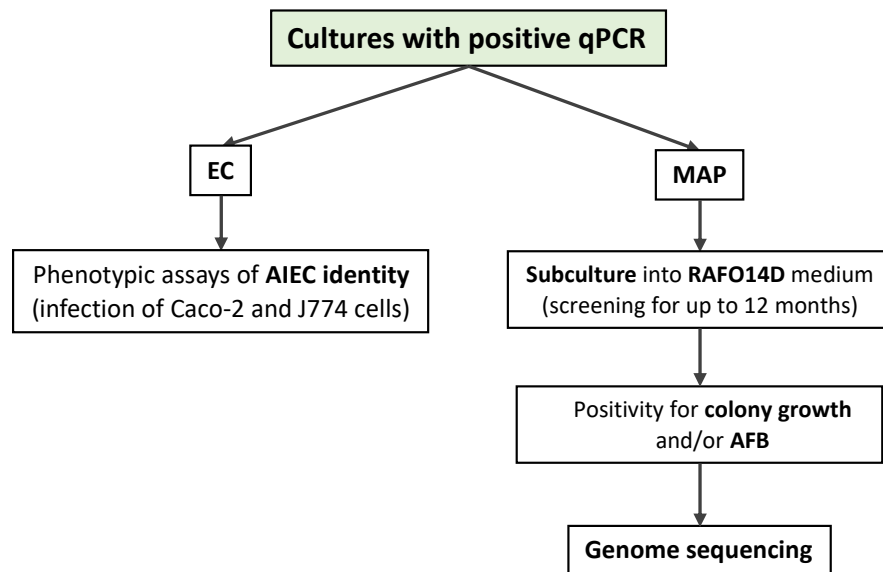 Cultures with positive qPCR
EC
MAP
Phenotypic assays of AIEC identity
(infection of Caco-2 and J774 cells)
Subculture into RAFO14D medium
(screening for up to 12 months)
Positivity for colony growth
and/or AFB
Genome sequencing